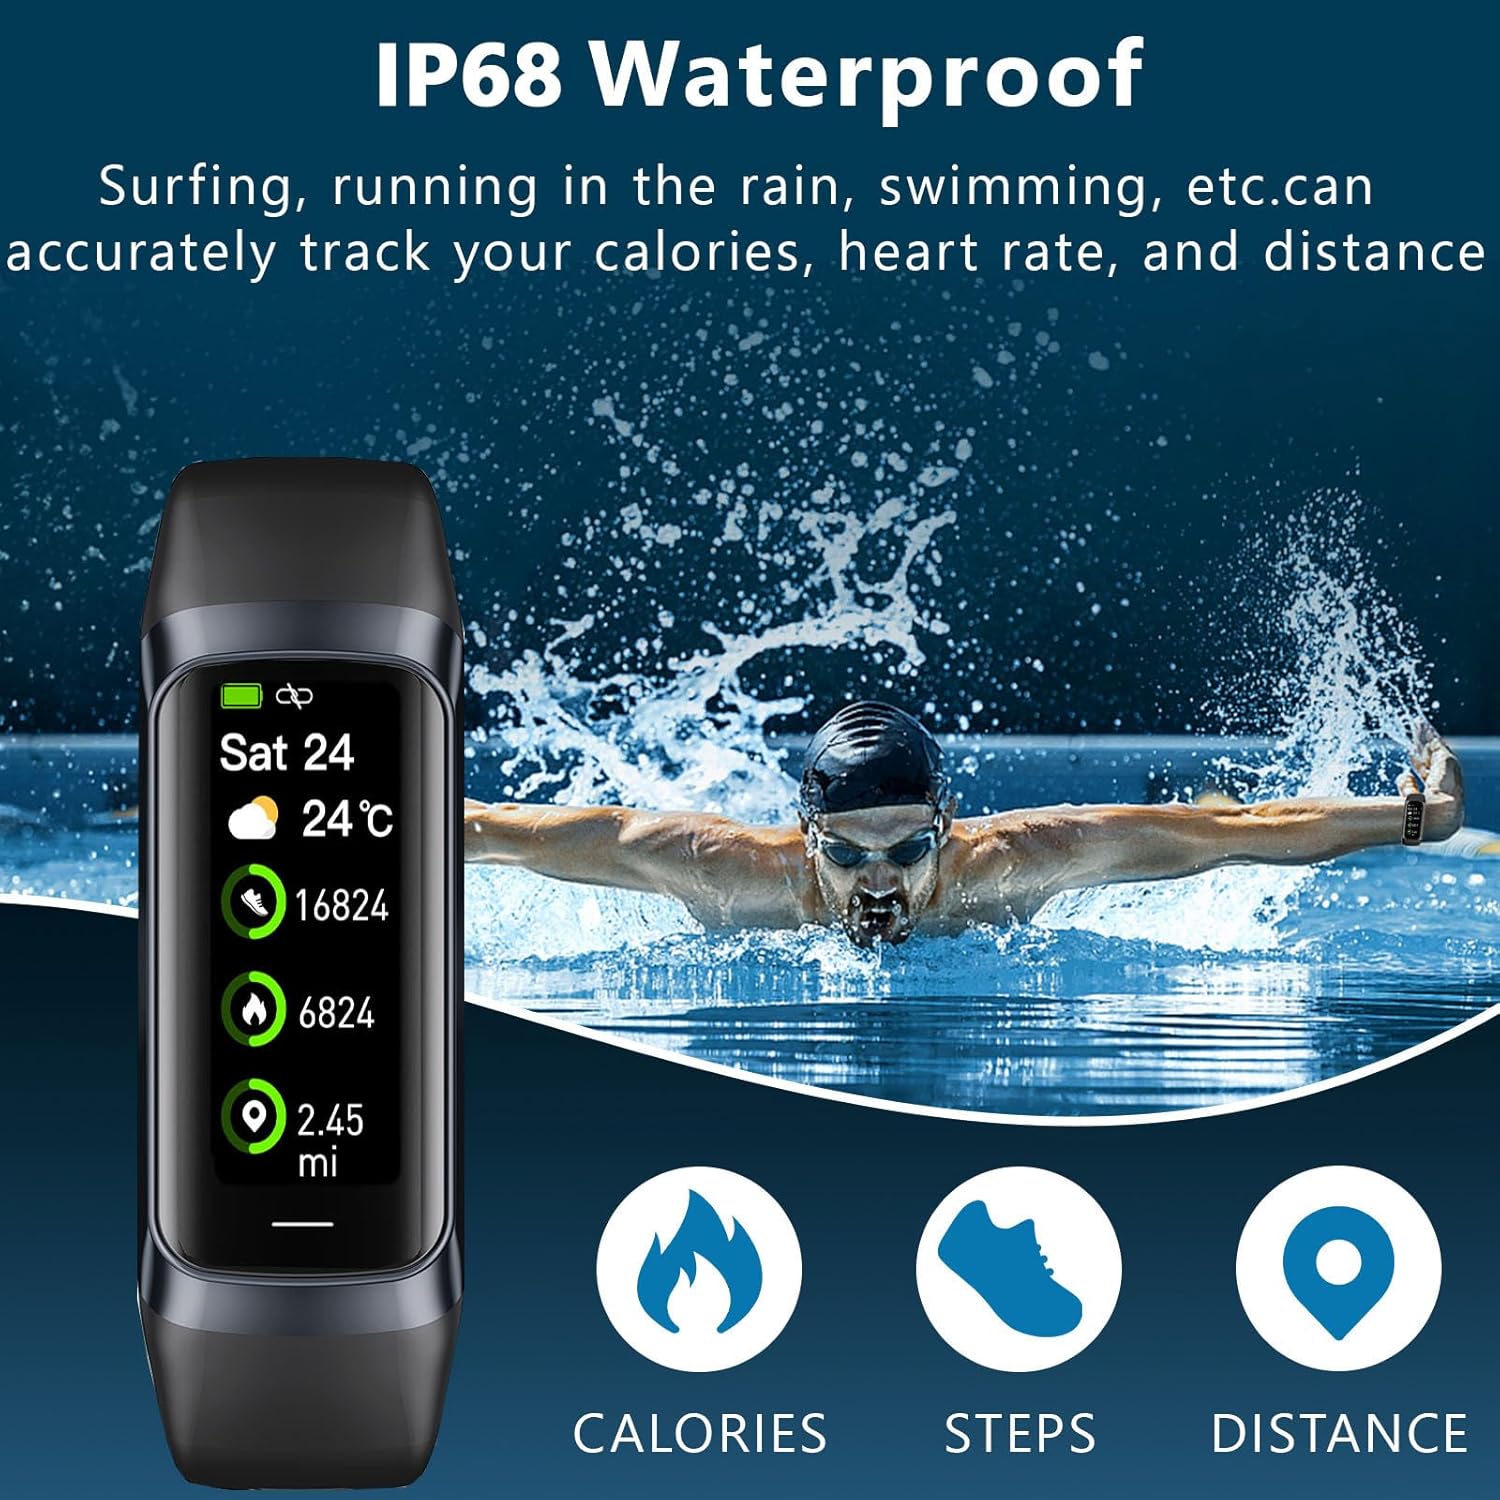 IP68 Waterproof
Surfing, running in the rain, swimming, etc.can
accurately track your calories, heart rate, and distance
Sat 24
24℃
16824
6824
2.45
mi
CALORIES
STEPS
DISTANCE